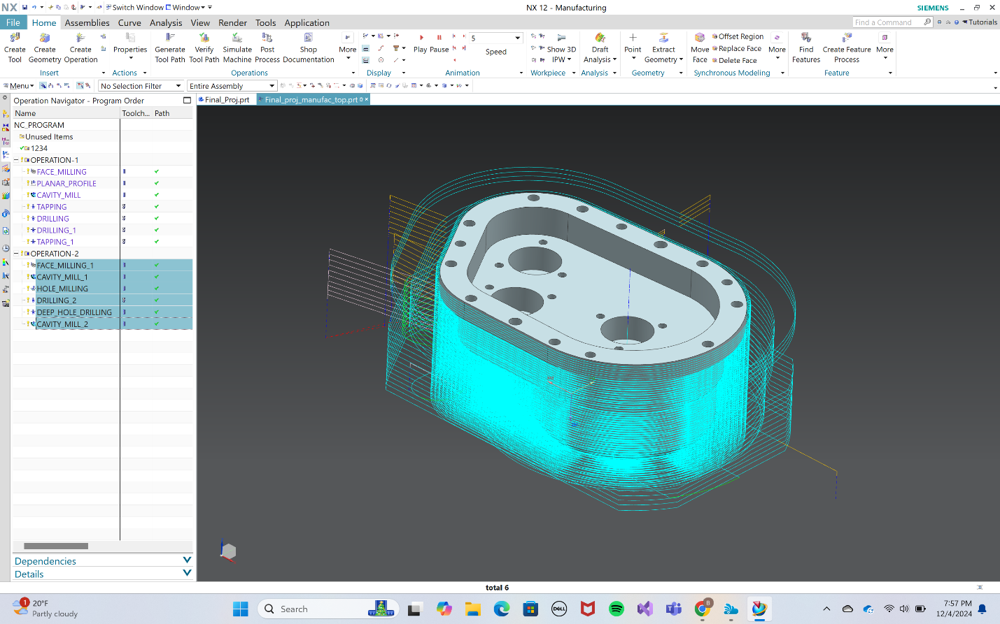 NX Switch Window Window NX 12 - Manufacturing SIEMENS
File Home Assemblies Curve Analysis View Render Tools Application Find a Command Tutorials
Create Tool Create Geometry Create Operation Properties Generate Tool Path Verify Tool Path Simulate Machine Post Process Shop Documentation More Play Pause 5 Speed Show 3D IPW Draft Analysis Point Extract Geometry Move Face Offset Region Replace Face Delete Face More Find Features Create Feature Process More
Insert Actions Operations Display Animation Workpiece Analysis Geometry Synchronous Modeling Feature
Menu No Selection Filter Entire Assembly
Operation Navigator - Program Order Final_Proj.prt Final_proj_manufac_top.prt
Name Toolch... Path
NC_PROGRAM
Unused Items
1234
OPERATION-1
FACE_MILLING
PLANAR_PROFILE
CAVITY_MILL
TAPPING
DRILLING
DRILLING_1
TAPPING_1
OPERATION-2
FACE_MILLING_1
CAVITY_MILL_1
HOLE_MILLING
DRILLING_2
DEEP_HOLE_DRILLING
CAVITY_MILL_2
Dependencies
Details
total 6
1 20°F
Partly cloudy
Search
DELL
B
7:57 PM
12/4/2024